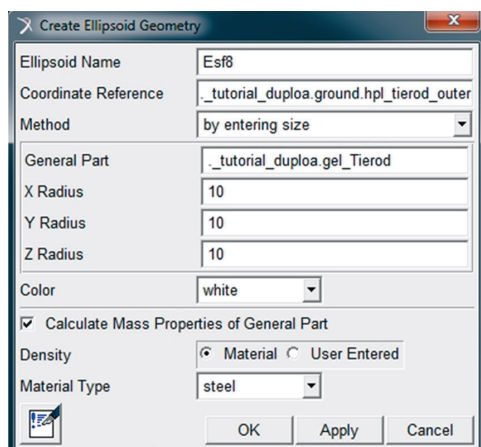 Create Ellipsoid Geometry
Ellipsoid Name Esf8
Coordinate Reference ._tutorial_duploa.ground.hpl_tierod_outer
Method by entering size
General Part ._tutorial_duploa.gel_Tierod
X Radius 10
Y Radius 10
Z Radius 10
Color white
Calculate Mass Properties of General Part
Density Material User Entered
Material Type steel
OK Apply Cancel